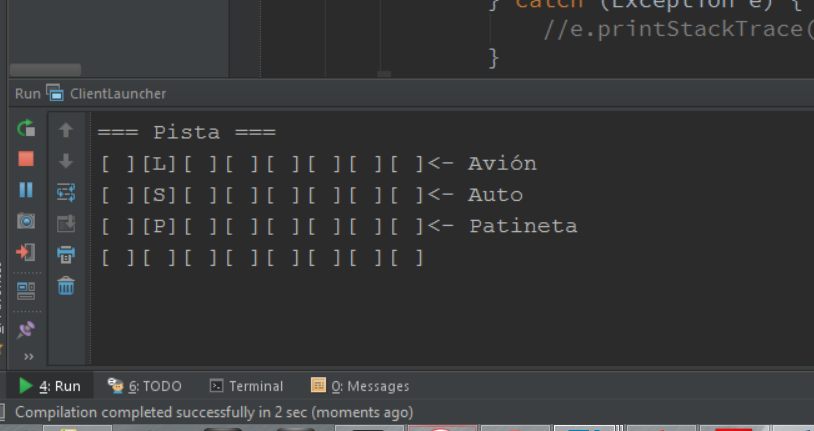 } catch (Exception e) {
//e.printStackTrace(
}
Run ClientLauncher
=== Pista ===
[ ][L][ ][ ][ ][ ][ ][ ]<- Avión
[ ][S][ ][ ][ ][ ][ ][ ]<- Auto
[ ][P][ ][ ][ ][ ][ ][ ]<- Patineta
[ ][ ][ ][ ][ ][ ][ ][ ]
»
4: Run 6: TODO Terminal 0: Messages
Compilation completed successfully in 2 sec (moments ago)